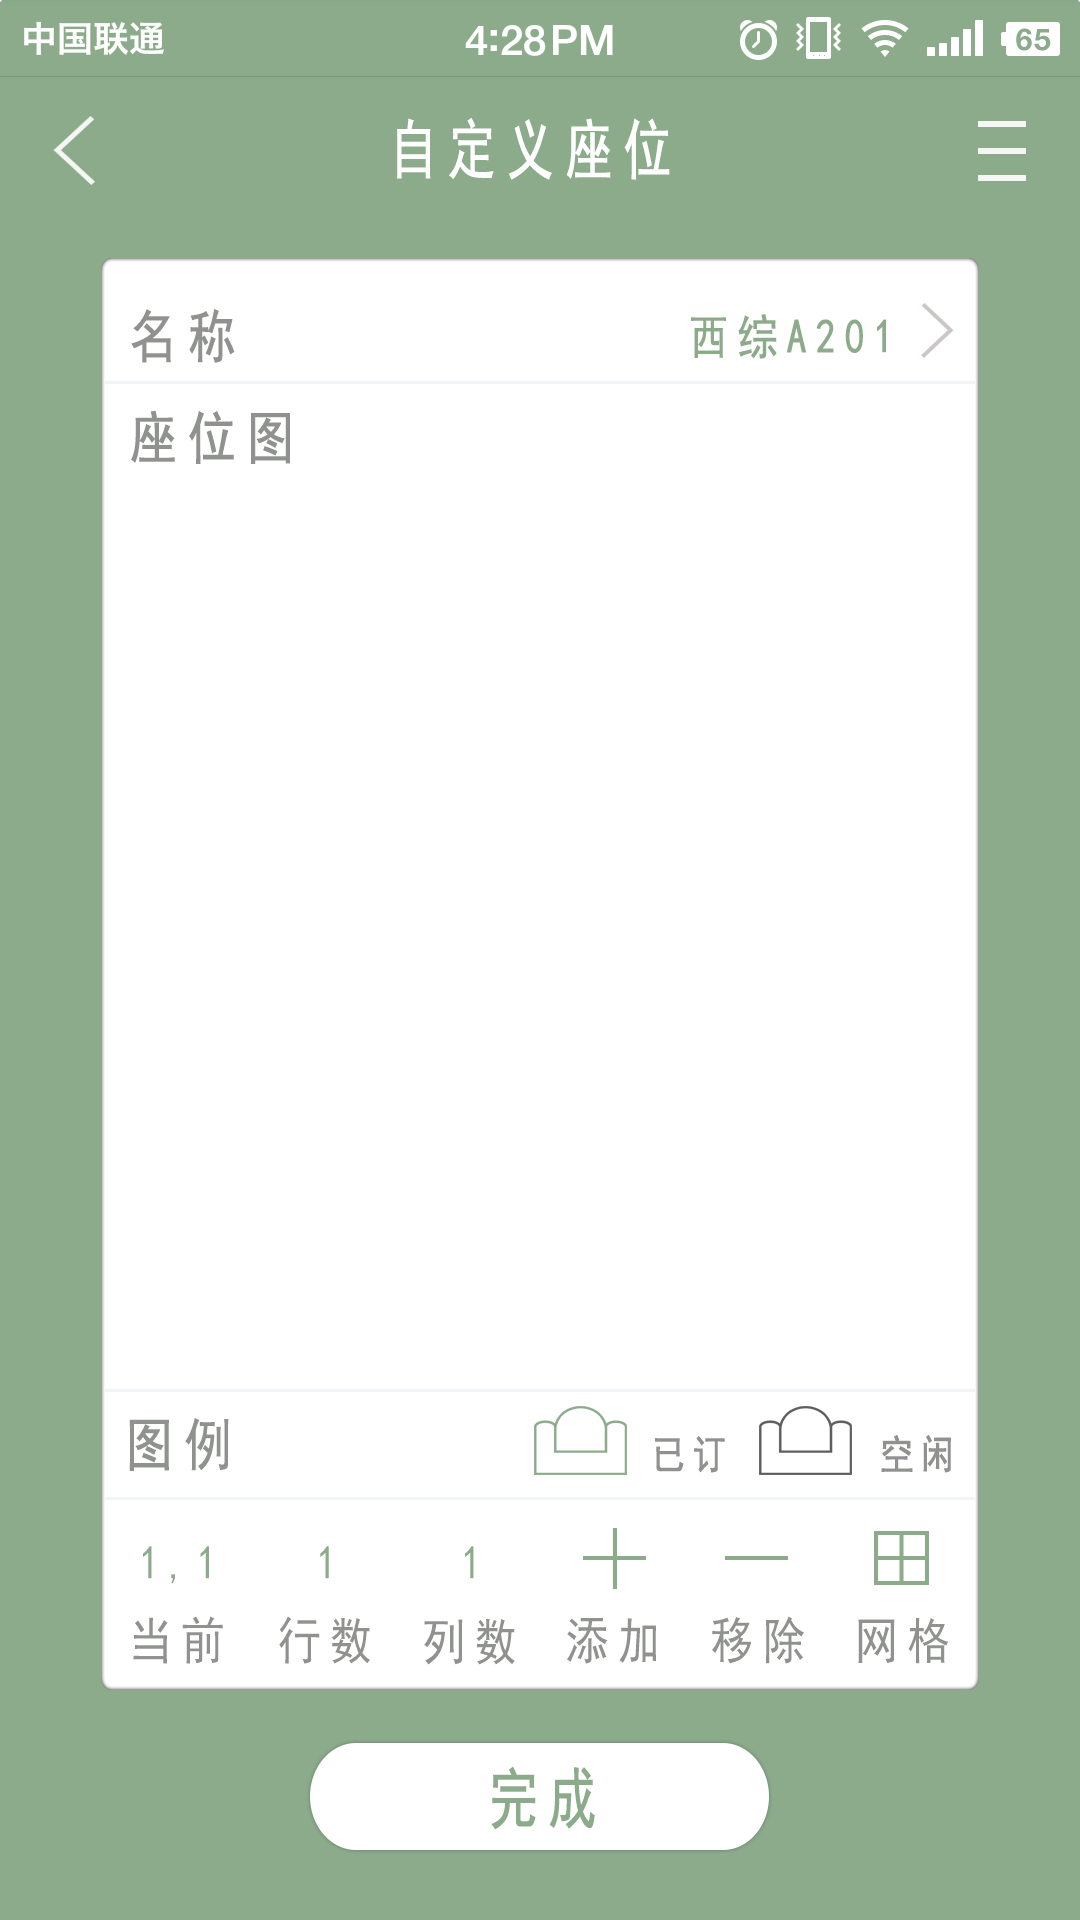 中国联通 4:28PM 65
自定义座位
名称 西综A201
座位图
图例 已订 空闲
1,1 1 1
当前 行数 列数 添加 移除 网格
完成